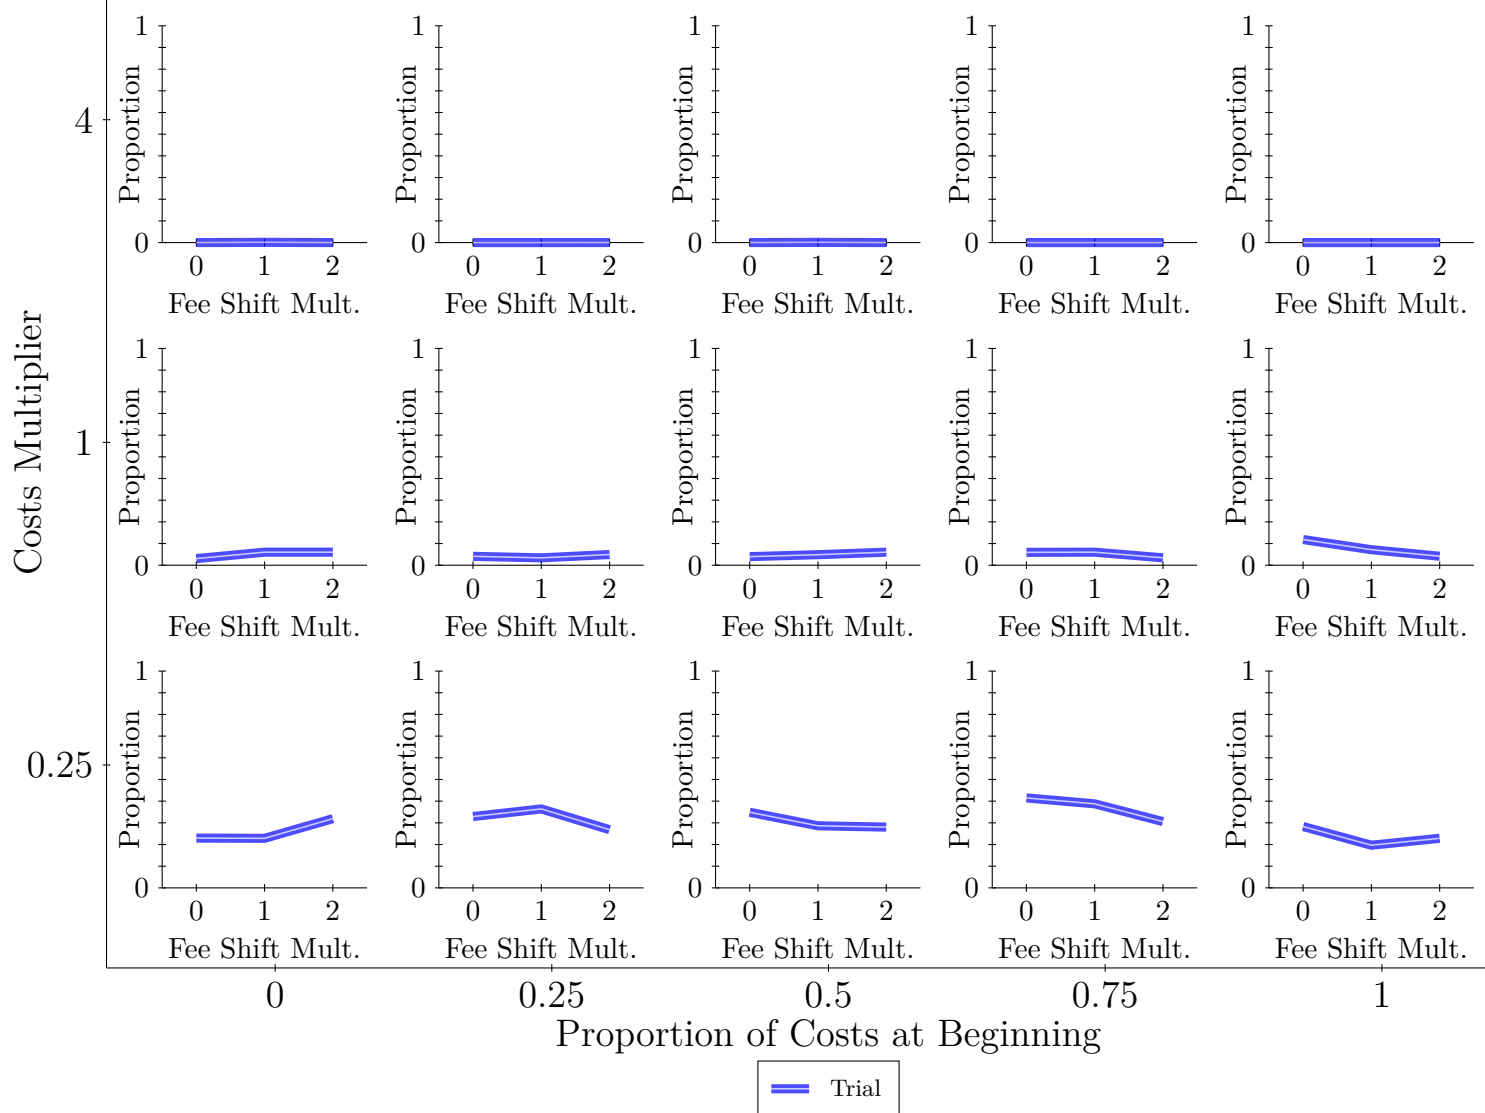 1 1 1 1 1
Proportion Proportion Proportion Proportion Proportion
4
0 0 0 0 0
0 1 2 0 1 2 0 1 2 0 1 2 0 1 2
Fee Shift Mult. Fee Shift Mult. Fee Shift Mult. Fee Shift Mult. Fee Shift Mult.
Costs Multiplier
1 1 1 1 1
Proportion Proportion Proportion Proportion Proportion
1
0 0 0 0 0
0 1 2 0 1 2 0 1 2 0 1 2 0 1 2
Fee Shift Mult. Fee Shift Mult. Fee Shift Mult. Fee Shift Mult. Fee Shift Mult.
1 1 1 1 1
Proportion Proportion Proportion Proportion Proportion
0.25
0 0 0 0 0
0 1 2 0 1 2 0 1 2 0 1 2 0 1 2
Fee Shift Mult. Fee Shift Mult. Fee Shift Mult. Fee Shift Mult. Fee Shift Mult.
0 0.25 0.5 0.75 1
Proportion of Costs at Beginning
Trial